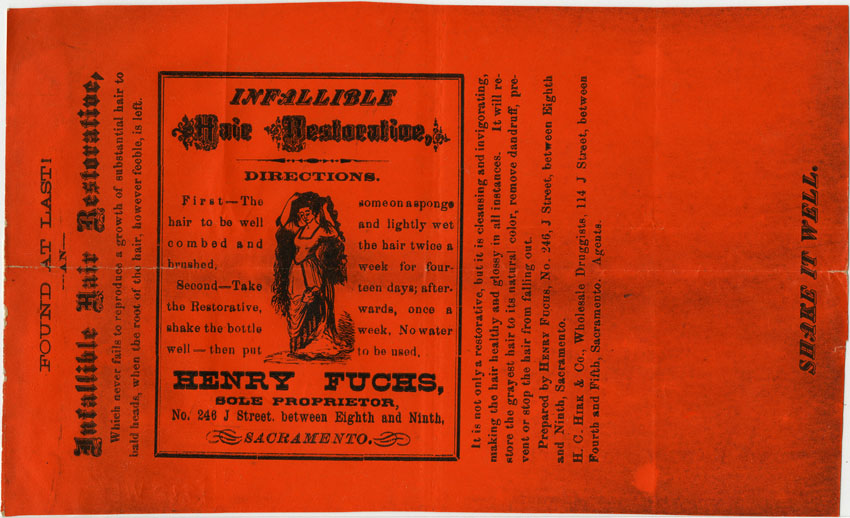 FOUND AT LAST!
—AN—
Infallible Hair Restorative,
Which never fails to reproduce a growth of substantial hair to
bald heads, when the root of the hair, however feeble, is left.
INFALLIBLE
Hair Restorative,
DIRECTIONS.
First—The
hair to be well
combed and
brushed.
Second—Take
the Restorative,
shake the bottle
well—then put
some on a sponge
and lightly wet
the hair twice a
week for four-
teen days; after-
wards, once a
week. No water
to be used.
HENRY FUCHS,
SOLE PROPRIETOR,
No. 246 J Street. between Eighth and Ninth,
SACRAMENTO.
It is not only a restorative, but it is cleansing and invigorating,
making the hair healthy and glossy in all instances. It will re-
store the grayest hair to its natural color, remove dandruff, pre-
vent or stop the hair from falling out.
Prepared by HENRY FUCHS, No. 246, J Street, between Eighth
and Ninth, Sacramento.
H. C. HIRK & CO., Wholesale Druggists, 114 J Street, between
Fourth and Fifth, Sacramento. Agents.
SHAKE IT WELL.